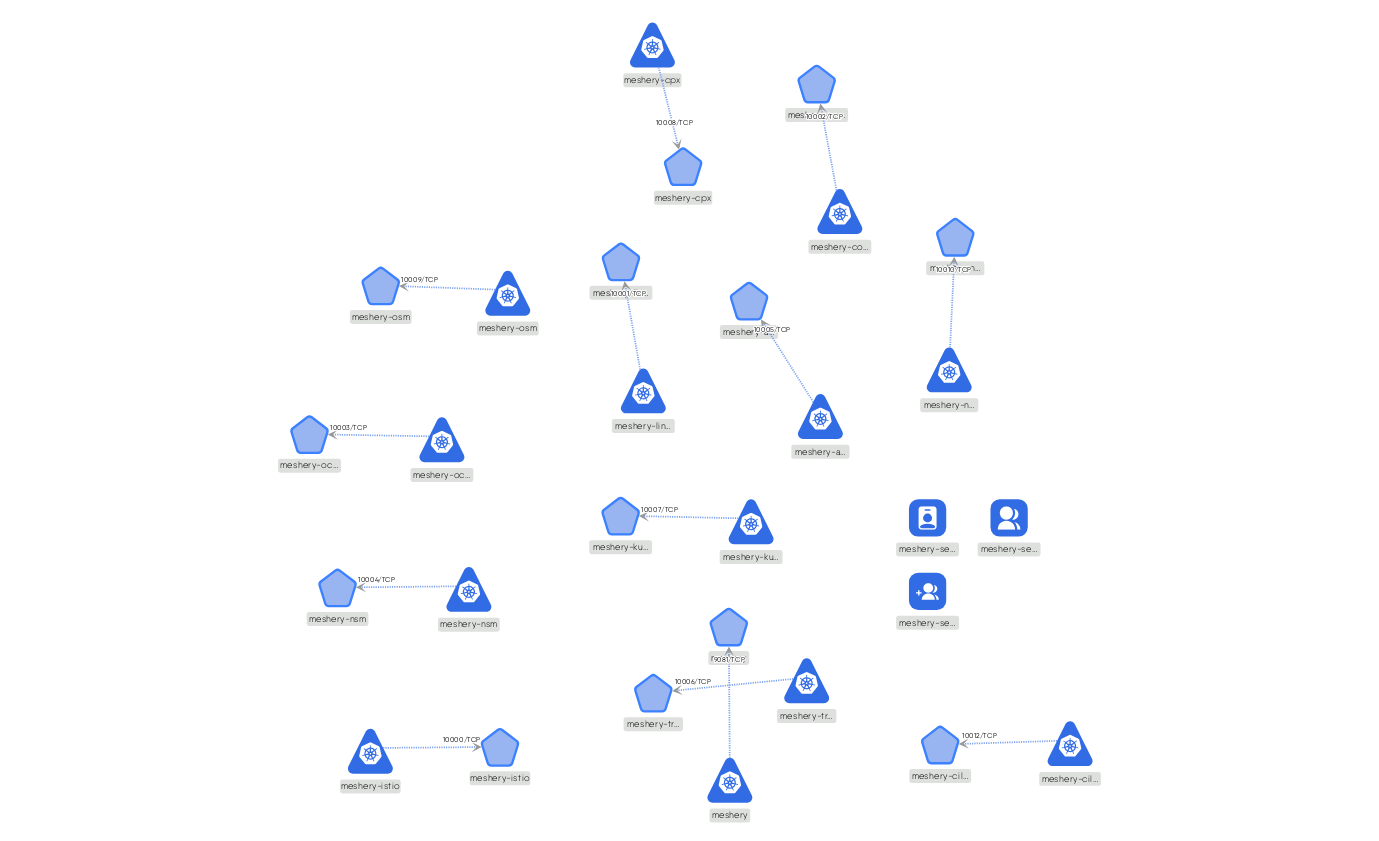 meshery-cpx
10008/TCP
meshery-cpx
10002/TCP
meshery-co...
10010/TCP
meshery-n...
10009/TCP
meshery-osm
meshery-osm
10001/TCP
meshery-lin...
10005/TCP
meshery-a...
10003/TCP
meshery-oc...
meshery-oc...
10007/TCP
meshery-ku...
meshery-ku...
meshery-se...
meshery-se...
meshery-se...
10004/TCP
meshery-nsm
meshery-nsm
9081/TCP
10006/TCP
meshery-tr...
meshery-tr...
10000/TCP
meshery-istio
meshery-istio
10012/TCP
meshery-cil...
meshery-cil...
meshery